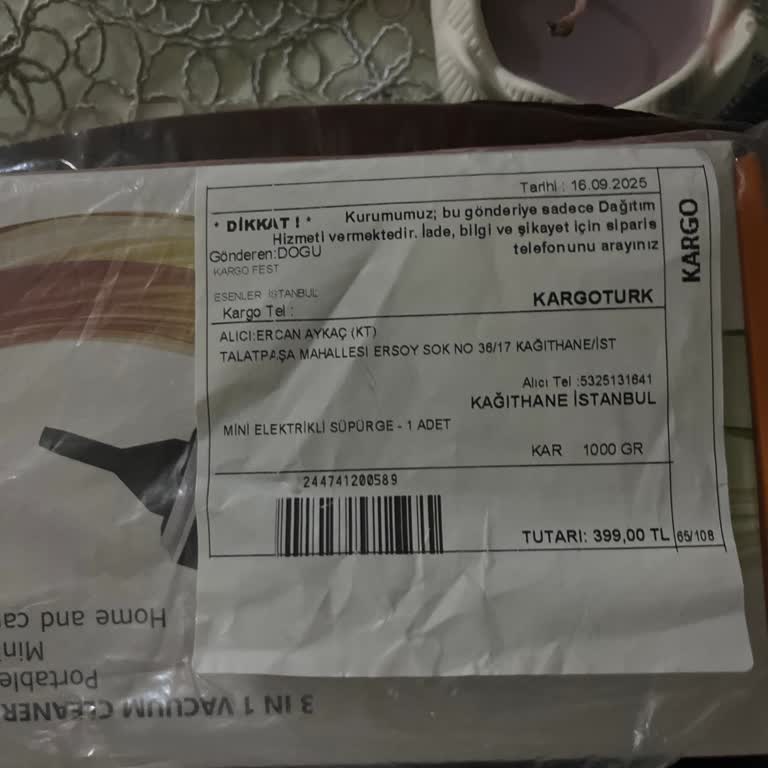 Tarihi : 16.09.2025
* DİKKAT ! * Kurumumuz; bu gönderiye sadece Dağıtım
Hizmeti vermektedir. İade, bilgi ve şikayet için sipariş
telefonunu arayınız
Gönderen:DOGU
KARGO FEST
ESENLER İSTANBUL
Kargo Tel :
KARGOTURK
KARGO
ALICI:ERCAN AYKAÇ (KT)
TALATPAŞA MAHALLESI ERSOY SOK NO 36/17 KAĞITHANE/İST
Alıcı Tel :5325131641
KAĞITHANE İSTANBUL
MİNİ ELEKTRİKLİ SÜPÜRGE - 1 ADET
KAR 1000 GR
244741200589
TUTARI: 399,00 TL
65/108
3 IN 1 VACUUM CLEANER
Portable
Mini
Home and car